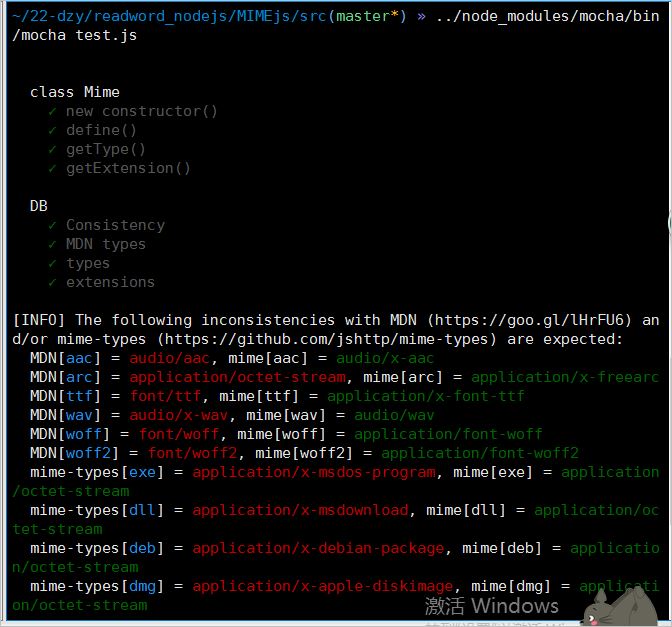 ~/22-dzy/readword_nodejs/MIMEjs/src(master*) » ../node_modules/mocha/bin
/mocha test.js
class Mime
✓ new constructor()
✓ define()
✓ getType()
✓ getExtension()
DB
✓ Consistency
✓ MDN types
✓ types
✓ extensions
[INFO] The following inconsistencies with MDN (https://goo.gl/lHrFU6) an
d/or mime-types (https://github.com/jshttp/mime-types) are expected:
MDN[aac] = audio/aac, mime[aac] = audio/x-aac
MDN[arc] = application/octet-stream, mime[arc] = application/x-freearc
MDN[ttf] = font/ttf, mime[ttf] = application/x-font-ttf
MDN[wav] = audio/x-wav, mime[wav] = audio/wav
MDN[woff] = font/woff, mime[woff] = application/font-woff
MDN[woff2] = font/woff2, mime[woff2] = application/font-woff2
mime-types[exe] = application/x-msdos-program, mime[exe] = application
/octet-stream
mime-types[dll] = application/x-msdownload, mime[dll] = application/oc
tet-stream
mime-types[deb] = application/x-debian-package, mime[deb] = applicatio
n/octet-stream
mime-types[dmg] = application/x-apple-diskimage, mime[dmg] = applicati
on/octet-stream
激活 Windows